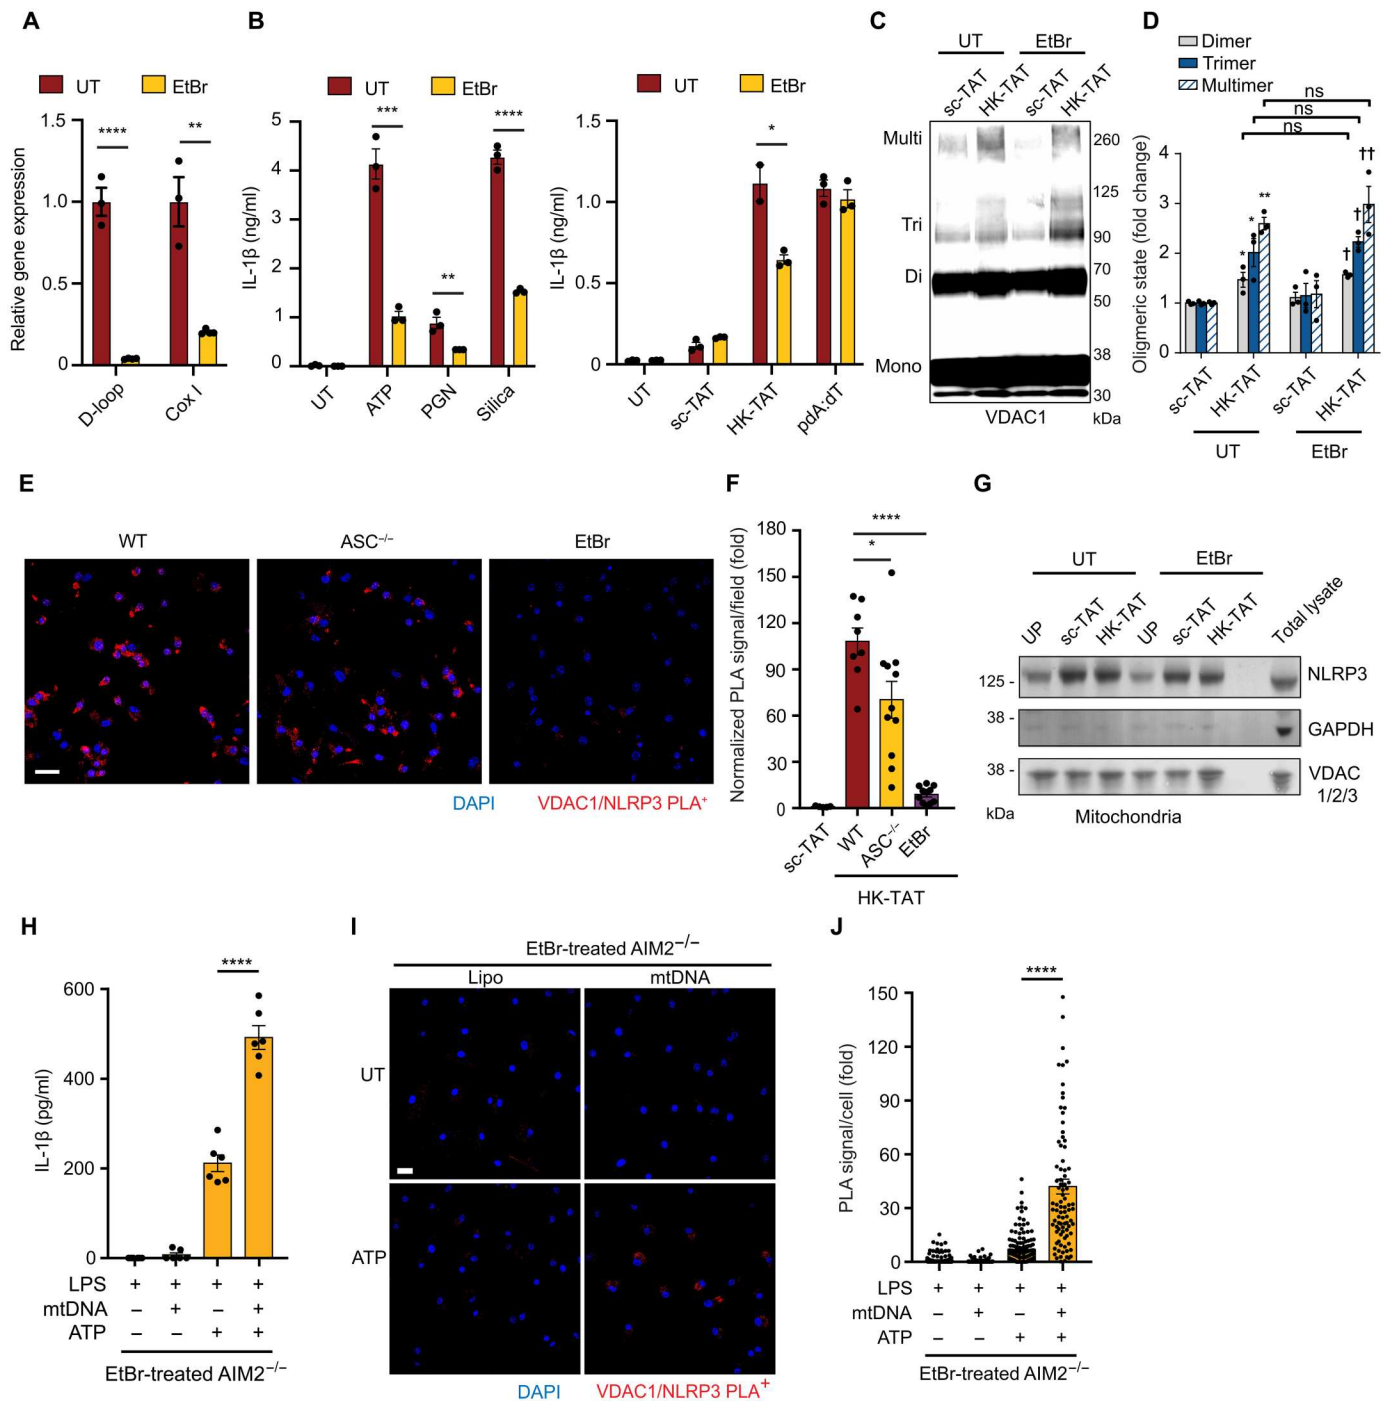 A
UT
EtBr
Relative gene expression
1.5
1.0
0.5
0
****
**
D-loop
Cox I
B
UT
EtBr
IL-1β (ng/ml)
5
4
3
2
1
0
***
**
****
UT
ATP
PGN
Silica
UT
EtBr
IL-1β (ng/ml)
1.5
1.0
0.5
0
*
UT
sc-TAT
HK-TAT
pdA:dT
C
UT
EtBr
sc-TAT
HK-TAT
sc-TAT
HK-TAT
Multi
Tri
Di
Mono
260
125
90
70
50
38
30
kDa
VDAC1
D
Dimer
Trimer
Multimer
ns
ns
ns
Oligmeric state (fold change)
4
3
2
1
0
*
*
**
†
†
††
sc-TAT
HK-TAT
sc-TAT
HK-TAT
UT
EtBr
E
WT
ASC–/–
EtBr
DAPI
VDAC1/NLRP3 PLA+
F
Normalized PLA signal/field (fold)
180
150
120
90
60
30
0
****
*
sc-TAT
WT
ASC–/–
EtBr
HK-TAT
G
UT
EtBr
UP
sc-TAT
HK-TAT
UP
sc-TAT
HK-TAT
Total lysate
125 -
NLRP3
38 -
GAPDH
38 -
VDAC
1/2/3
kDa
Mitochondria
H
IL-1β (pg/ml)
600
400
200
0
****
LPS + + + +
mtDNA – + – +
ATP – – + +
EtBr-treated AIM2–/–
I
EtBr-treated AIM2–/–
Lipo
mtDNA
UT
ATP
DAPI
VDAC1/NLRP3 PLA+
J
PLA signal/cell (fold)
150
120
90
60
30
0
****
LPS + + + +
mtDNA – + – +
ATP – – + +
EtBr-treated AIM2–/–